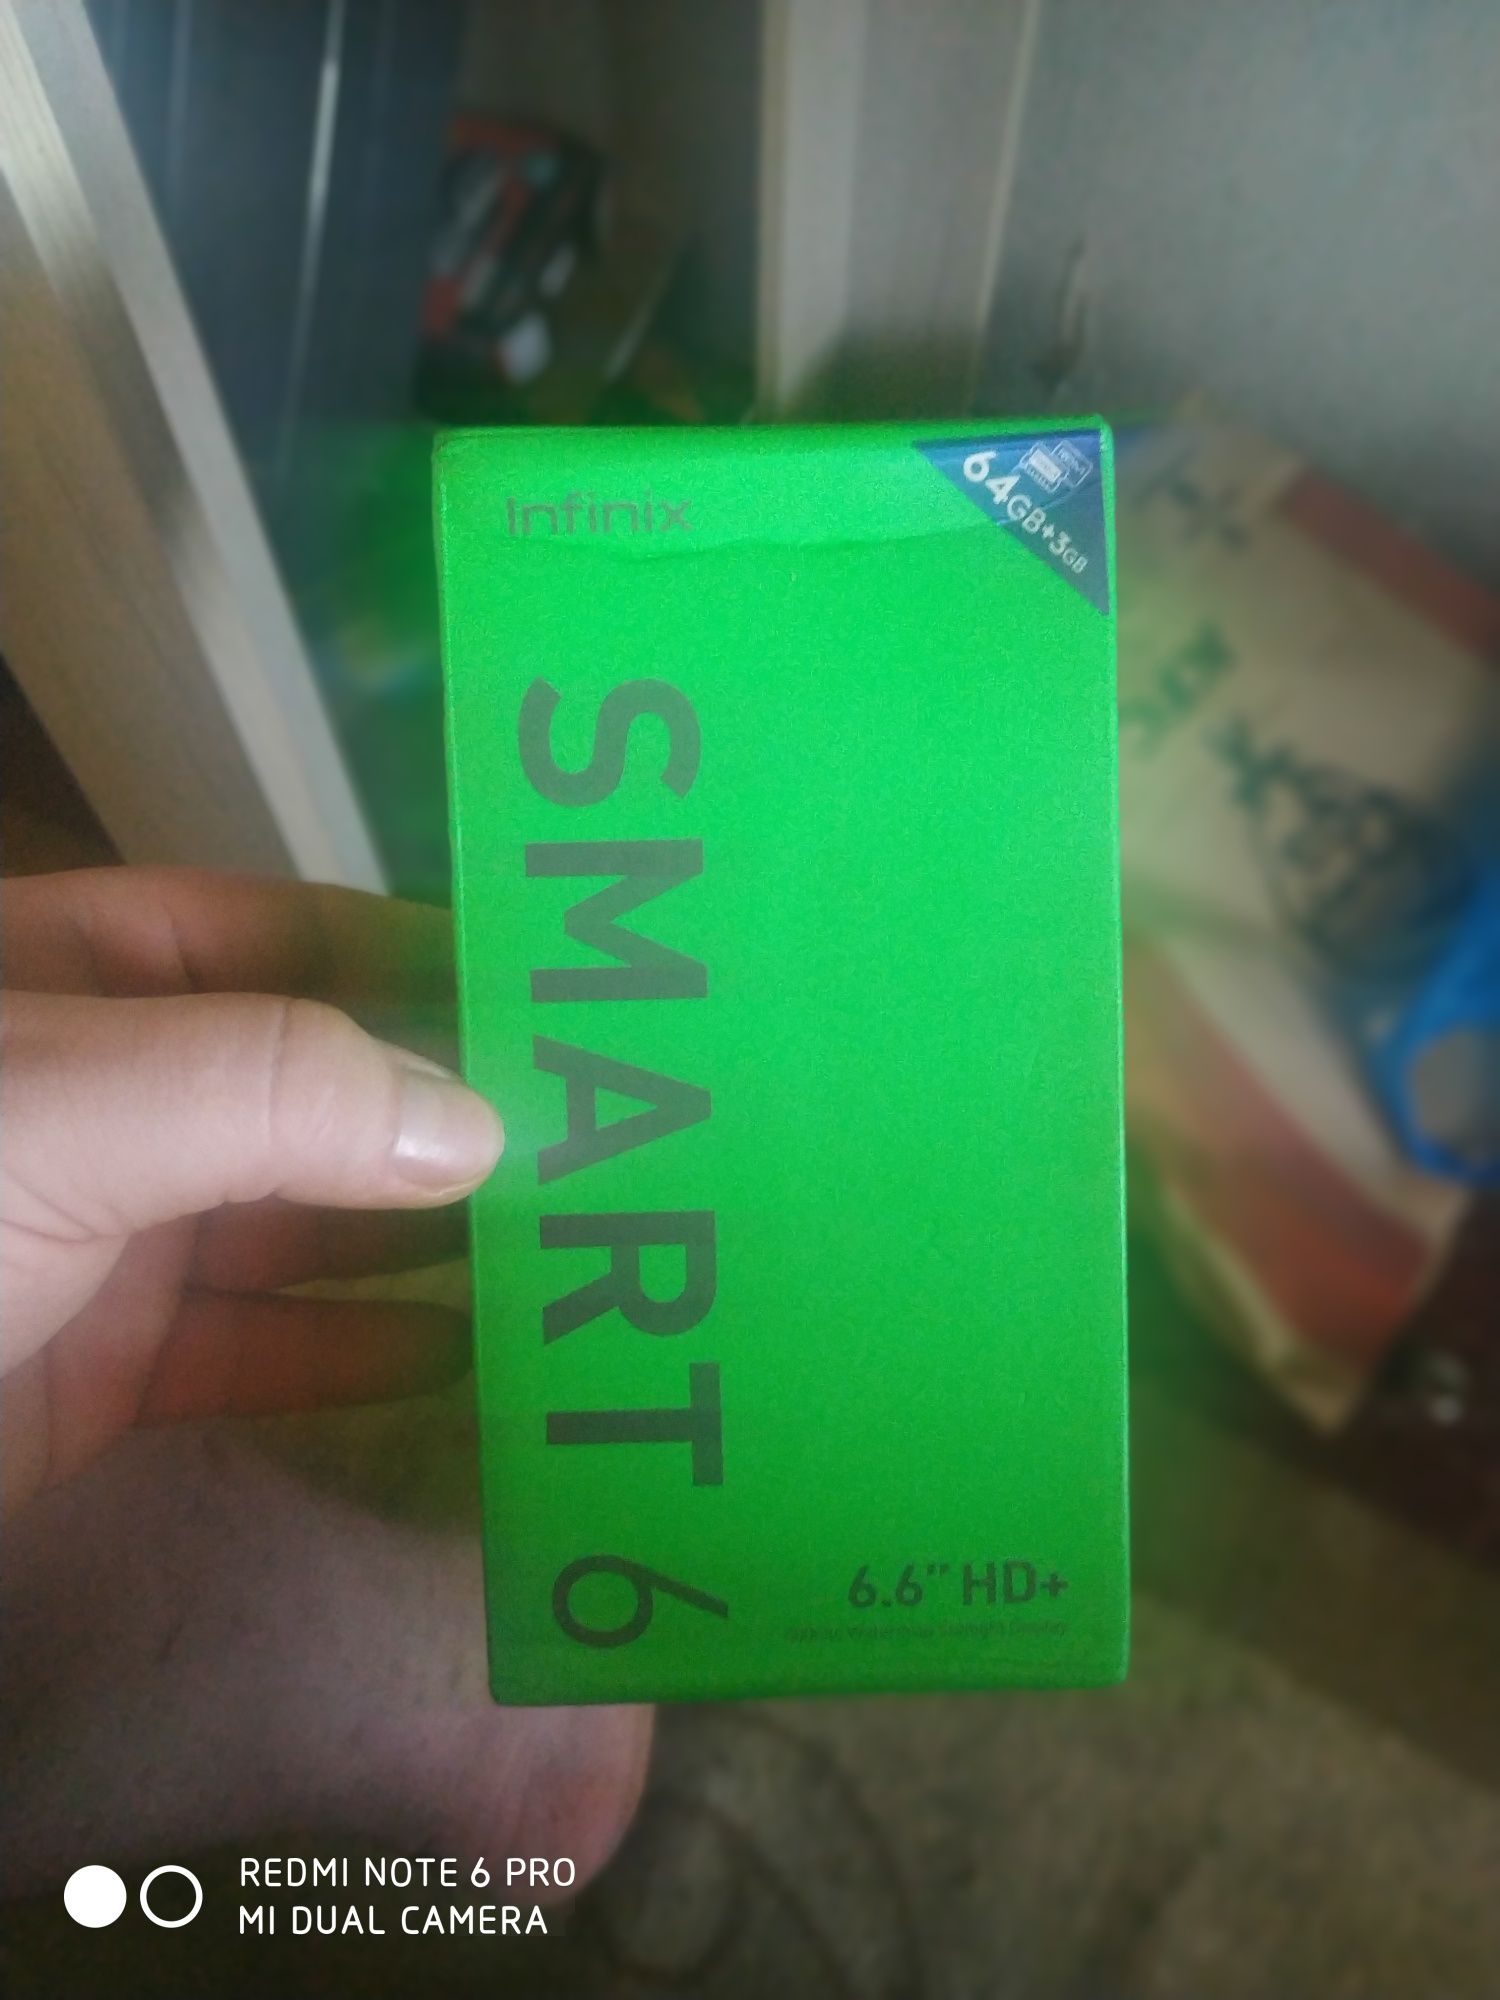 Infinix
64GB+3GB
SMART 6
6.6" HD+
REDMI NOTE 6 PRO
MI DUAL CAMERA